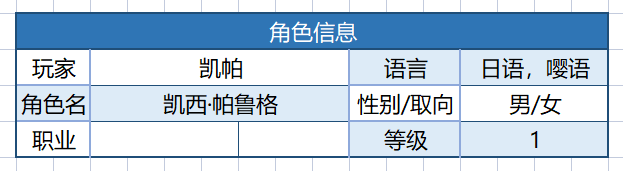 角色信息
玩家 凯帕 语言 日语，嘤语
角色名 凯西·帕鲁格 性别/取向 男/女
职业 等级 1